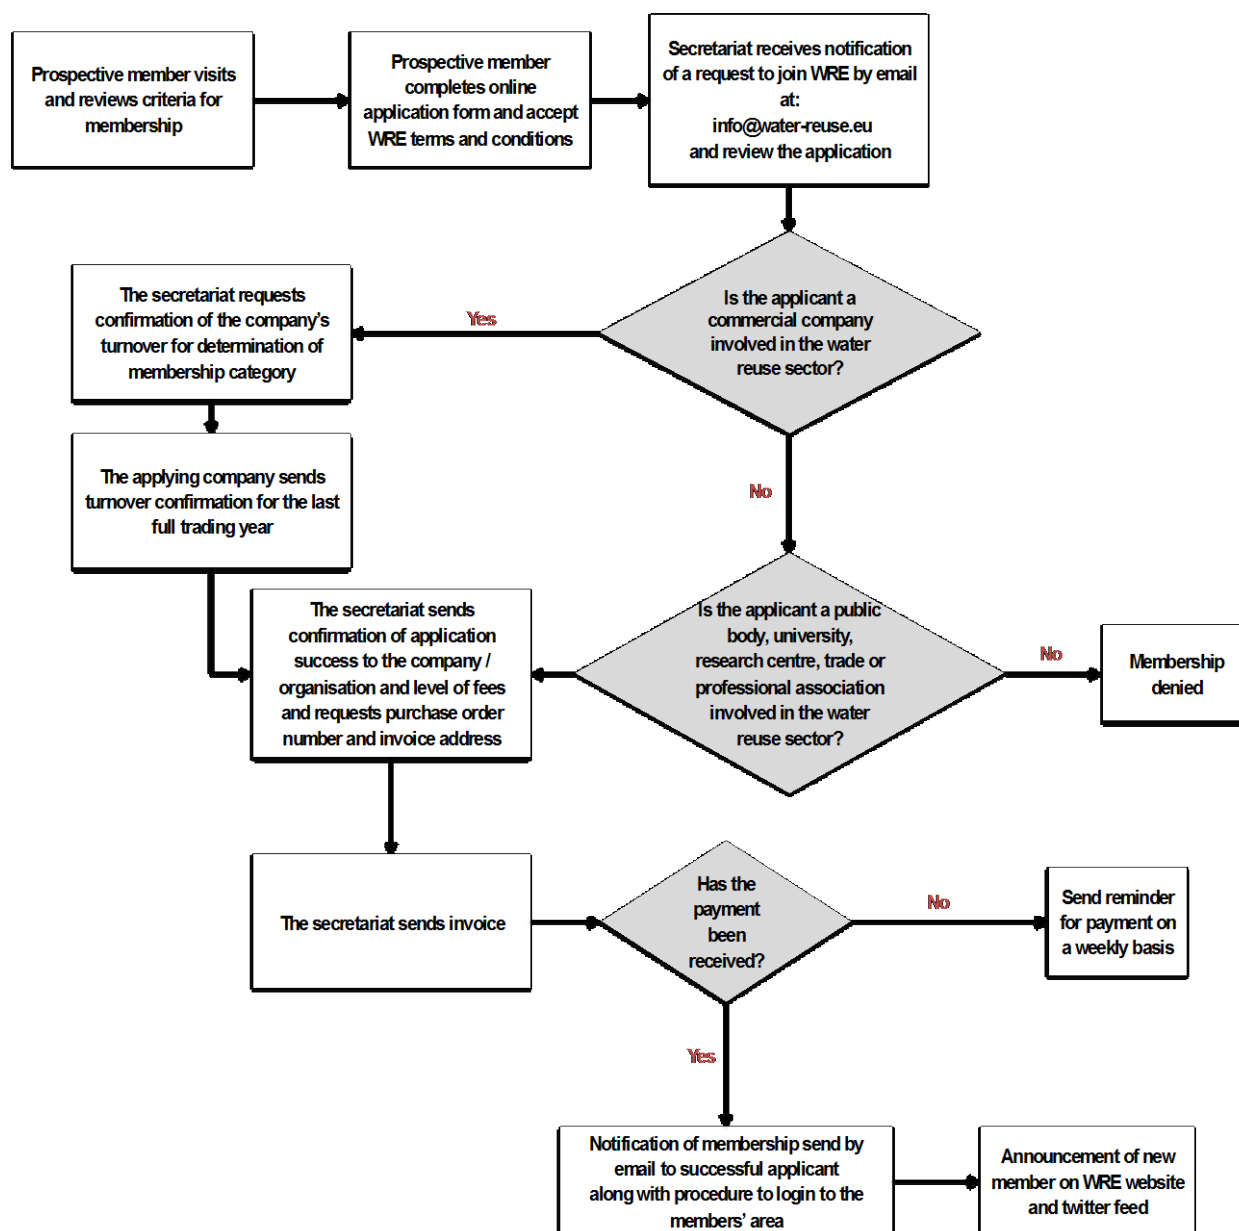 Prospective member visits
and reviews criteria for
membership
Prospective member
completes online
application form and accept
WRE terms and conditions
Secretariat receives notification
of a request to join WRE by email
at:
info@water-reuse.eu
and review the application
Is the applicant a
commercial company
involved in the water
reuse sector?
Yes
The secretariat requests
confirmation of the company's
turnover for determination of
membership category
The applying company sends
turnover confirmation for the last
full trading year
No
Is the applicant a public
body, university,
research centre, trade or
professional association
involved in the water
reuse sector?
No
Membership
denied
The secretariat sends
confirmation of application
success to the company /
organisation and level of fees
and requests purchase order
number and invoice address
The secretariat sends invoice
Has the
payment
been
received?
No
Send reminder
for payment on
a weekly basis
Yes
Notification of membership send by
email to successful applicant
along with procedure to login to the
members' area
Announcement of new
member on WRE website
and twitter feed